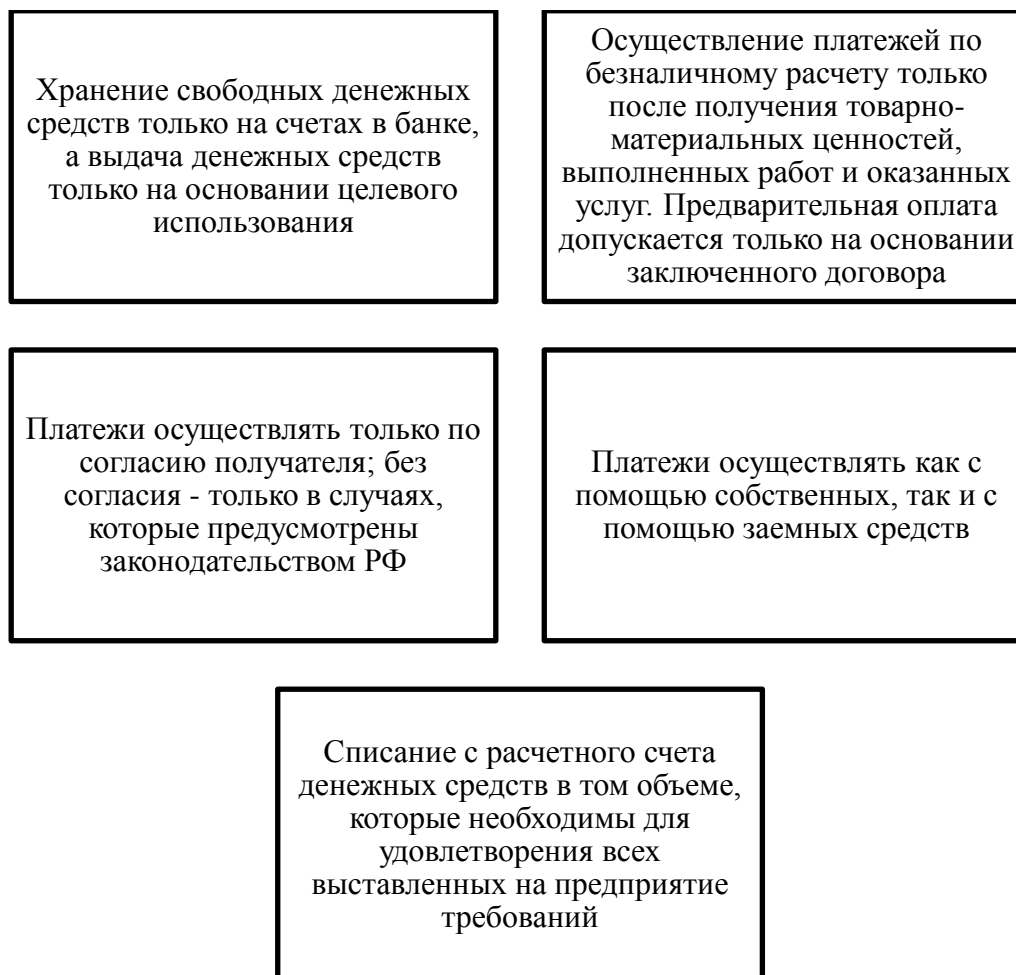 Хранение свободных денежных
средств только на счетах в банке,
а выдача денежных средств
только на основании целевого
использования
Осуществление платежей по
безналичному расчету только
после получения товарно-
материальных ценностей,
выполненных работ и оказанных
услуг. Предварительная оплата
допускается только на основании
заключенного договора
Платежи осуществлять только по
согласию получателя; без
согласия - только в случаях,
которые предусмотрены
законодательством РФ
Платежи осуществлять как с
помощью собственных, так и с
помощью заемных средств
Списание с расчетного счета
денежных средств в том объеме,
которые необходимы для
удовлетворения всех
выставленных на предприятие
требований